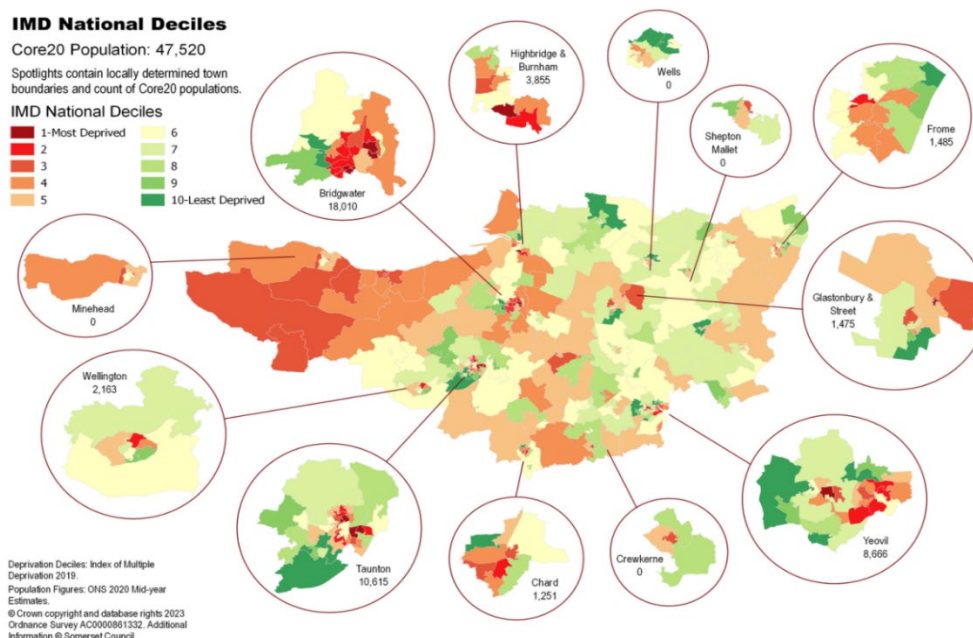 IMD National Deciles
Core20 Population: 47,520
Spotlights contain locally determined town
boundaries and count of Core20 populations.
IMD National Deciles
1-Most Deprived
2
3
4
5
6
7
8
9
10-Least Deprived
Bridgwater
18,010
Highbridge &
Burnham
3,855
Wells
0
Shepton
Mallet
0
Frome
1,485
Minehead
0
Glastonbury &
Street
1,475
Wellington
2,163
Taunton
10,615
Chard
1,251
Crewkerne
0
Yeovil
8,666
Deprivation Deciles: Index of Multiple
Deprivation 2019.
Population Figures: ONS 2020 Mid-year
Estimates.
© Crown copyright and database rights 2023
Ordnance Survey AC0000861332. Additional
Information © Somerset Council